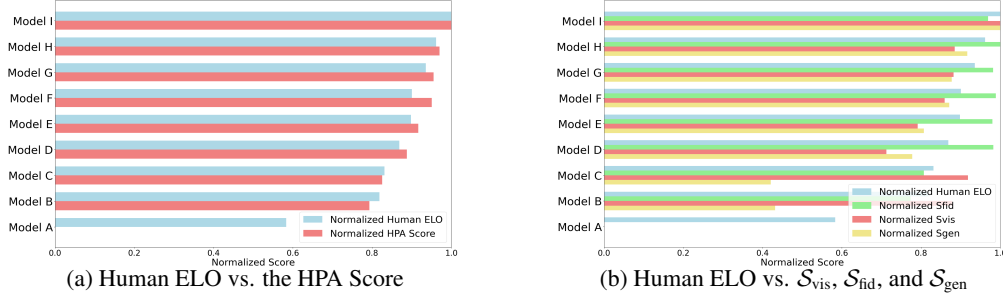 Model I
Model H
Model G
Model F
Model E
Model D
Model C
Model B
Model A
Normalized Human ELO
Normalized HPA Score
0.0 0.2 0.4 0.6 0.8 1.0
Normalized Score
(a) Human ELO vs. the HPA Score
Model I
Model H
Model G
Model F
Model E
Model D
Model C
Model B
Model A
Normalized Human ELO
Normalized Sfid
Normalized Svis
Normalized Sgen
0.0 0.2 0.4 0.6 0.8 1.0
Normalized Score
(b) Human ELO vs. 𝒮vis, 𝒮fid, and 𝒮gen